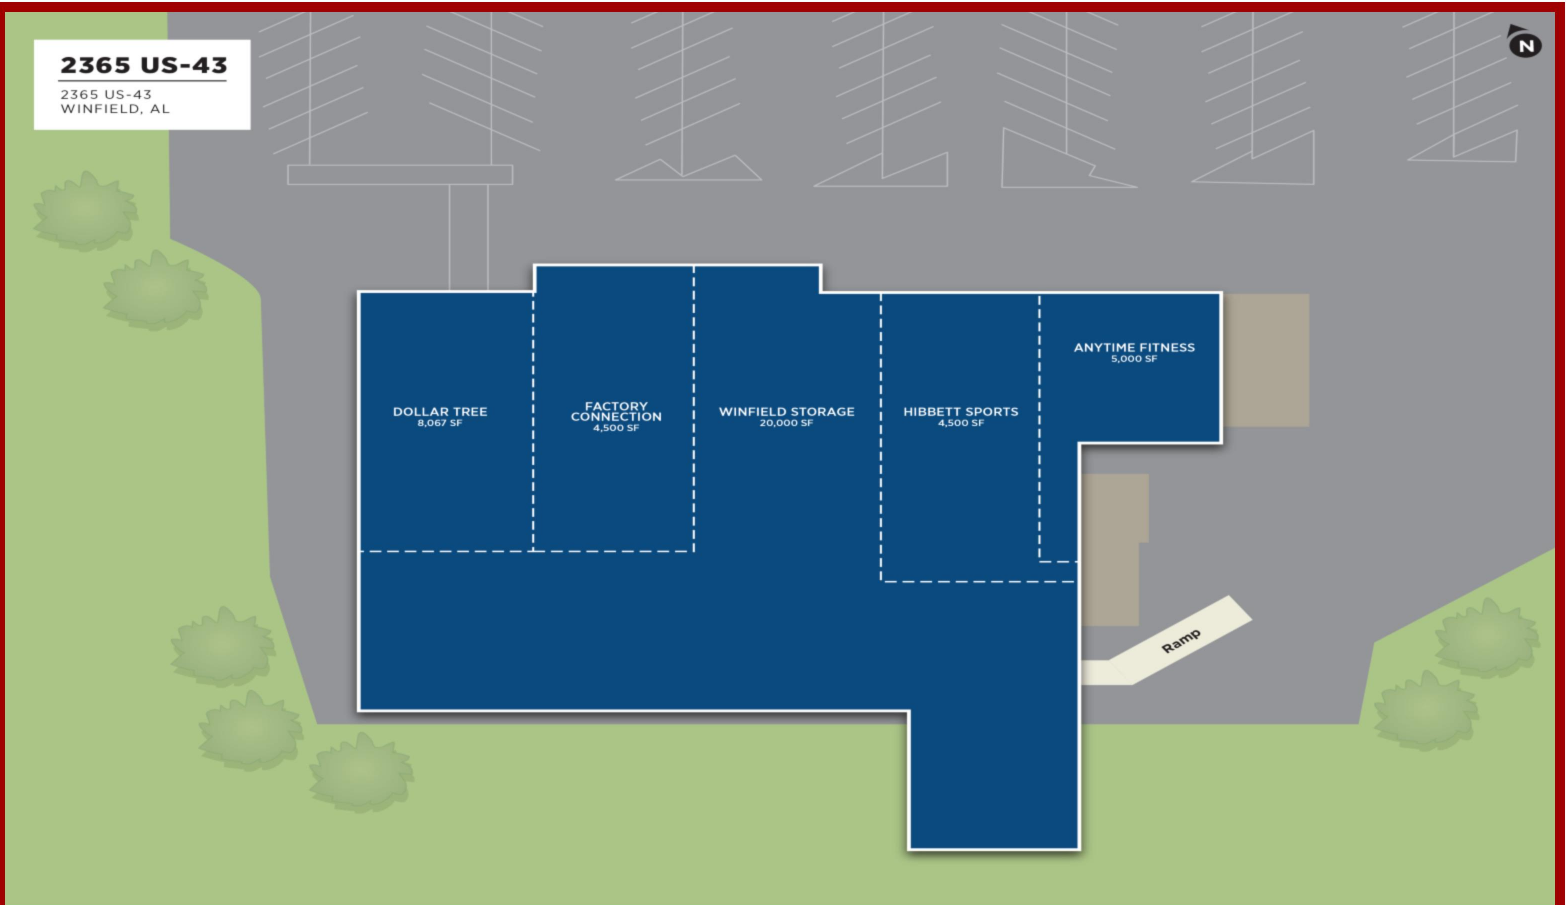 2365 US-43
2365 US-43
WINFIELD, AL
N
DOLLAR TREE
8,067 SF
FACTORY
CONNECTION
4,500 SF
WINFIELD STORAGE
20,000 SF
HIBBETT SPORTS
4,500 SF
ANYTIME FITNESS
5,000 SF
Ramp